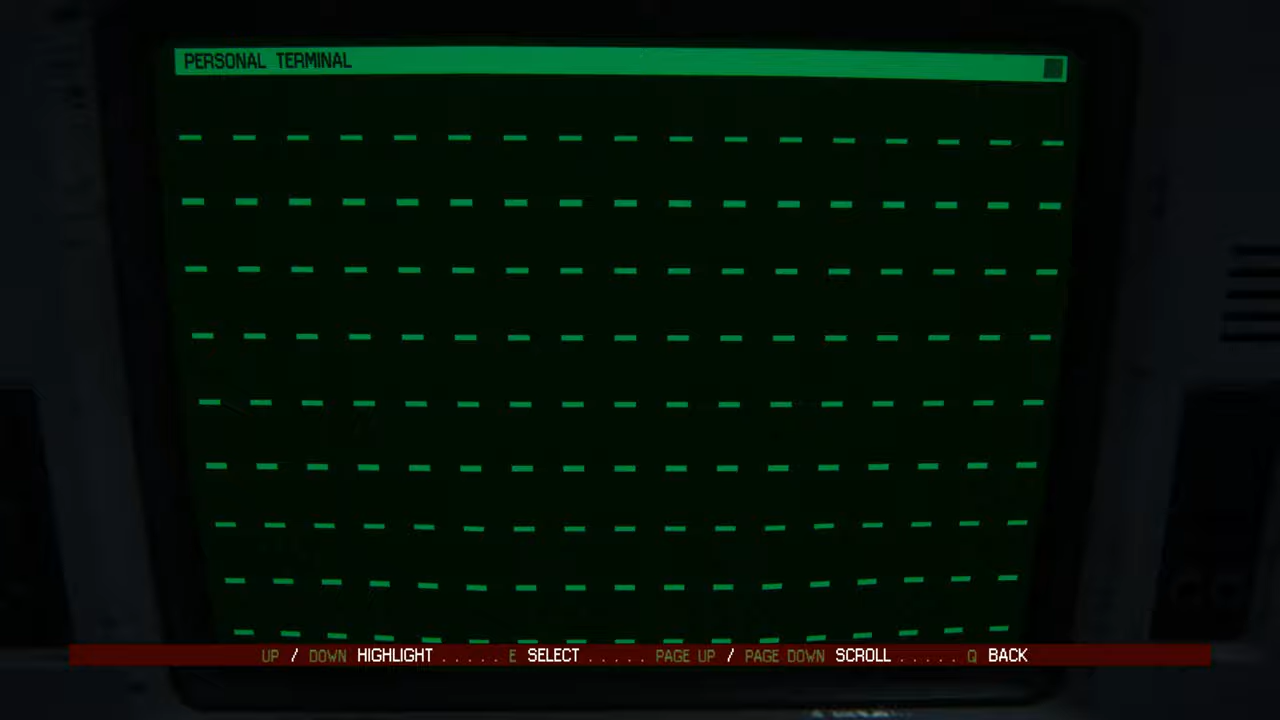 PERSONAL TERMINAL
UP / DOWN HIGHLIGHT ..... E SELECT ..... PAGE UP / PAGE DOWN SCROLL ..... Q BACK